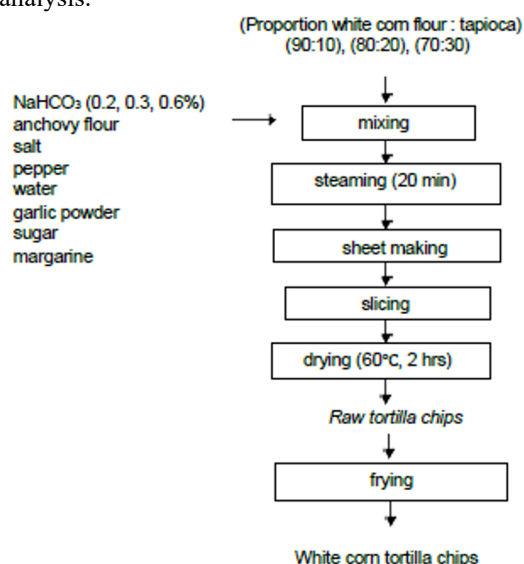 analysis.
(Proportion white corn flour : tapioca)
(90:10), (80:20), (70:30)
NaHCO₃ (0.2, 0.3, 0.6%)
anchovy flour
salt
pepper
water
garlic powder
sugar
margarine
mixing
steaming (20 min)
sheet making
slicing
drying (60°C, 2 hrs)
Raw tortilla chips
frying
White corn tortilla chips